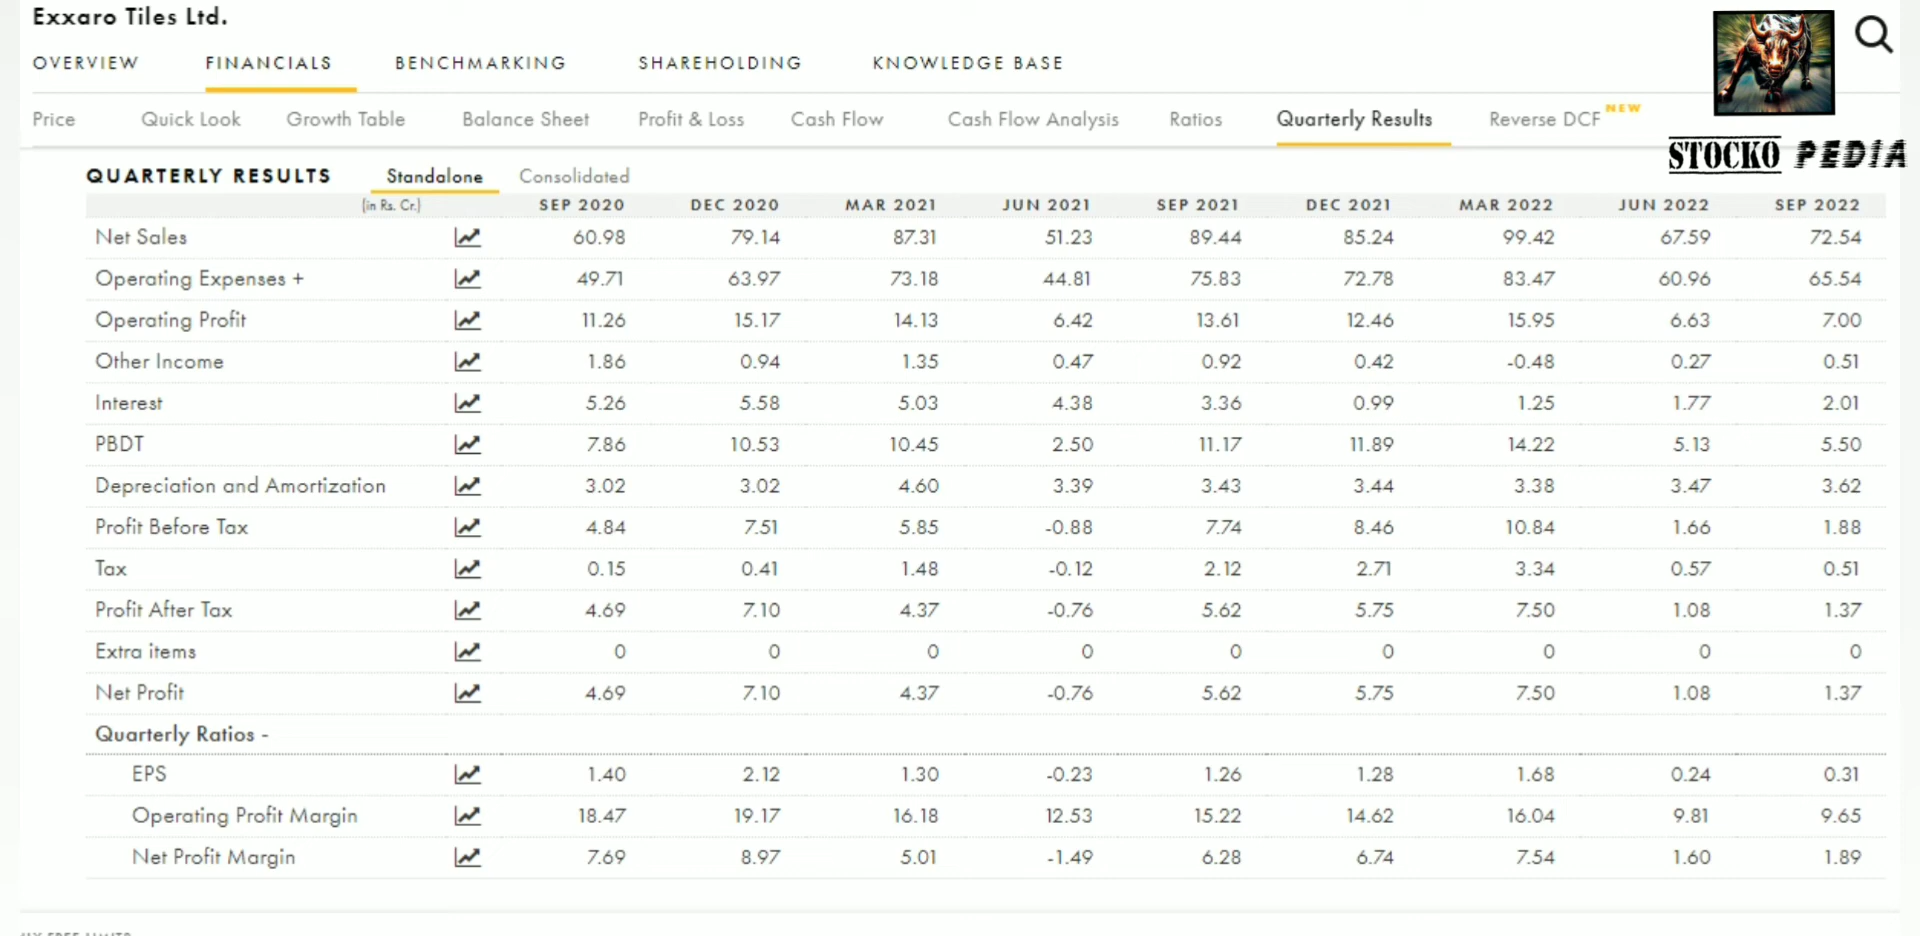 Exxaro Tiles Ltd.
OVERVIEW FINANCIALS BENCHMARKING SHAREHOLDING KNOWLEDGE BASE
Price Quick Look Growth Table Balance Sheet Profit & Loss Cash Flow Cash Flow Analysis Ratios Quarterly Results Reverse DCF NEW
STOCKO PEDIA
QUARTERLY RESULTS Standalone Consolidated
(in Rs. Cr.) SEP 2020 DEC 2020 MAR 2021 JUN 2021 SEP 2021 DEC 2021 MAR 2022 JUN 2022 SEP 2022
Net Sales 60.98 79.14 87.31 51.23 89.44 85.24 99.42 67.59 72.54
Operating Expenses + 49.71 63.97 73.18 44.81 75.83 72.78 83.47 60.96 65.54
Operating Profit 11.26 15.17 14.13 6.42 13.61 12.46 15.95 6.63 7.00
Other Income 1.86 0.94 1.35 0.47 0.92 0.42 -0.48 0.27 0.51
Interest 5.26 5.58 5.03 4.38 3.36 0.99 1.25 1.77 2.01
PBDT 7.86 10.53 10.45 2.50 11.17 11.89 14.22 5.13 5.50
Depreciation and Amortization 3.02 3.02 4.60 3.39 3.43 3.44 3.38 3.47 3.62
Profit Before Tax 4.84 7.51 5.85 -0.88 7.74 8.46 10.84 1.66 1.88
Tax 0.15 0.41 1.48 -0.12 2.12 2.71 3.34 0.57 0.51
Profit After Tax 4.69 7.10 4.37 -0.76 5.62 5.75 7.50 1.08 1.37
Extra items 0 0 0 0 0 0 0 0 0
Net Profit 4.69 7.10 4.37 -0.76 5.62 5.75 7.50 1.08 1.37
Quarterly Ratios -
EPS 1.40 2.12 1.30 -0.23 1.26 1.28 1.68 0.24 0.31
Operating Profit Margin 18.47 19.17 16.18 12.53 15.22 14.62 16.04 9.81 9.65
Net Profit Margin 7.69 8.97 5.01 -1.49 6.28 6.74 7.54 1.60 1.89